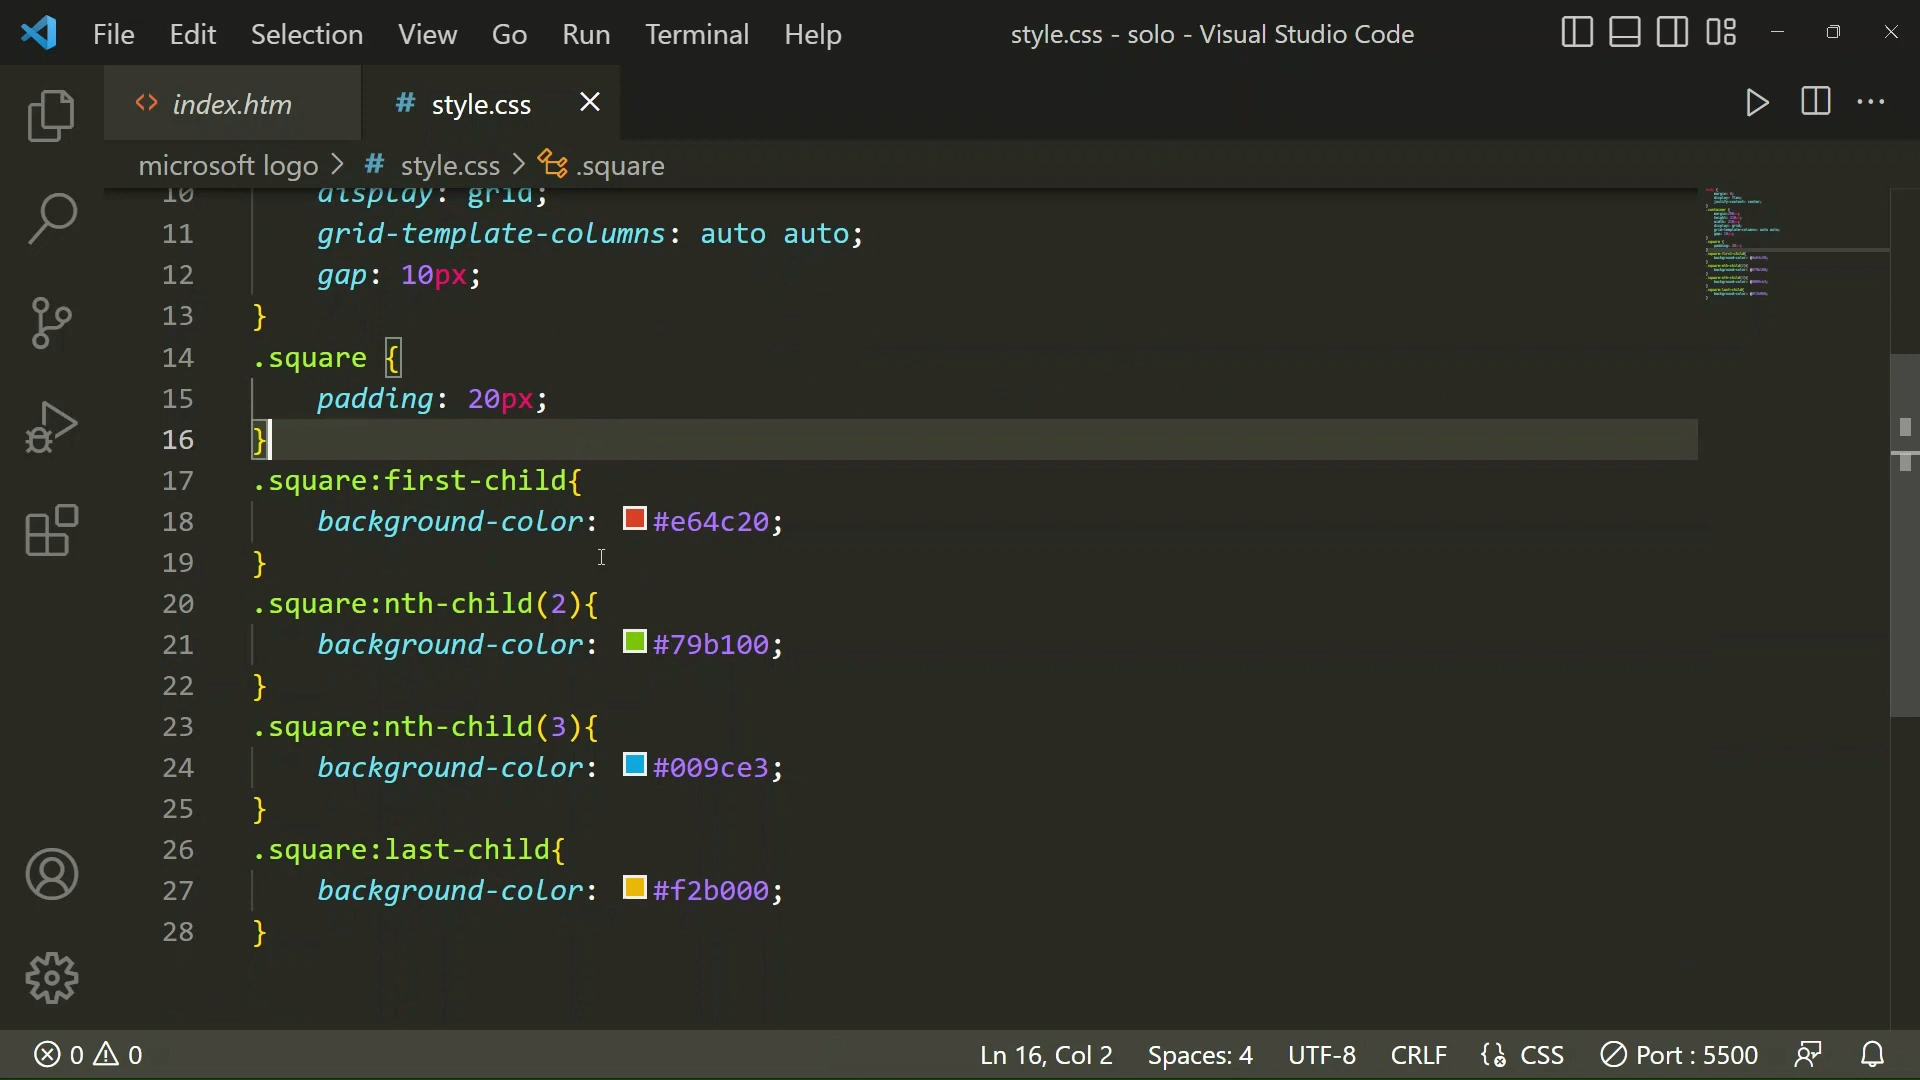 File Edit Selection View Go Run Terminal Help style.css - solo - Visual Studio Code
<> index.htm # style.css
microsoft logo > # style.css > .square
10 display: grid;
11 grid-template-columns: auto auto;
12 gap: 10px;
13 }
14 .square {
15 padding: 20px;
16 }
17 .square:first-child{
18 background-color: #e64c20;
19 }
20 .square:nth-child(2){
21 background-color: #79b100;
22 }
23 .square:nth-child(3){
24 background-color: #009ce3;
25 }
26 .square:last-child{
27 background-color: #f2b000;
28 }
0 0 Ln 16, Col 2 Spaces: 4 UTF-8 CRLF CSS Port : 5500